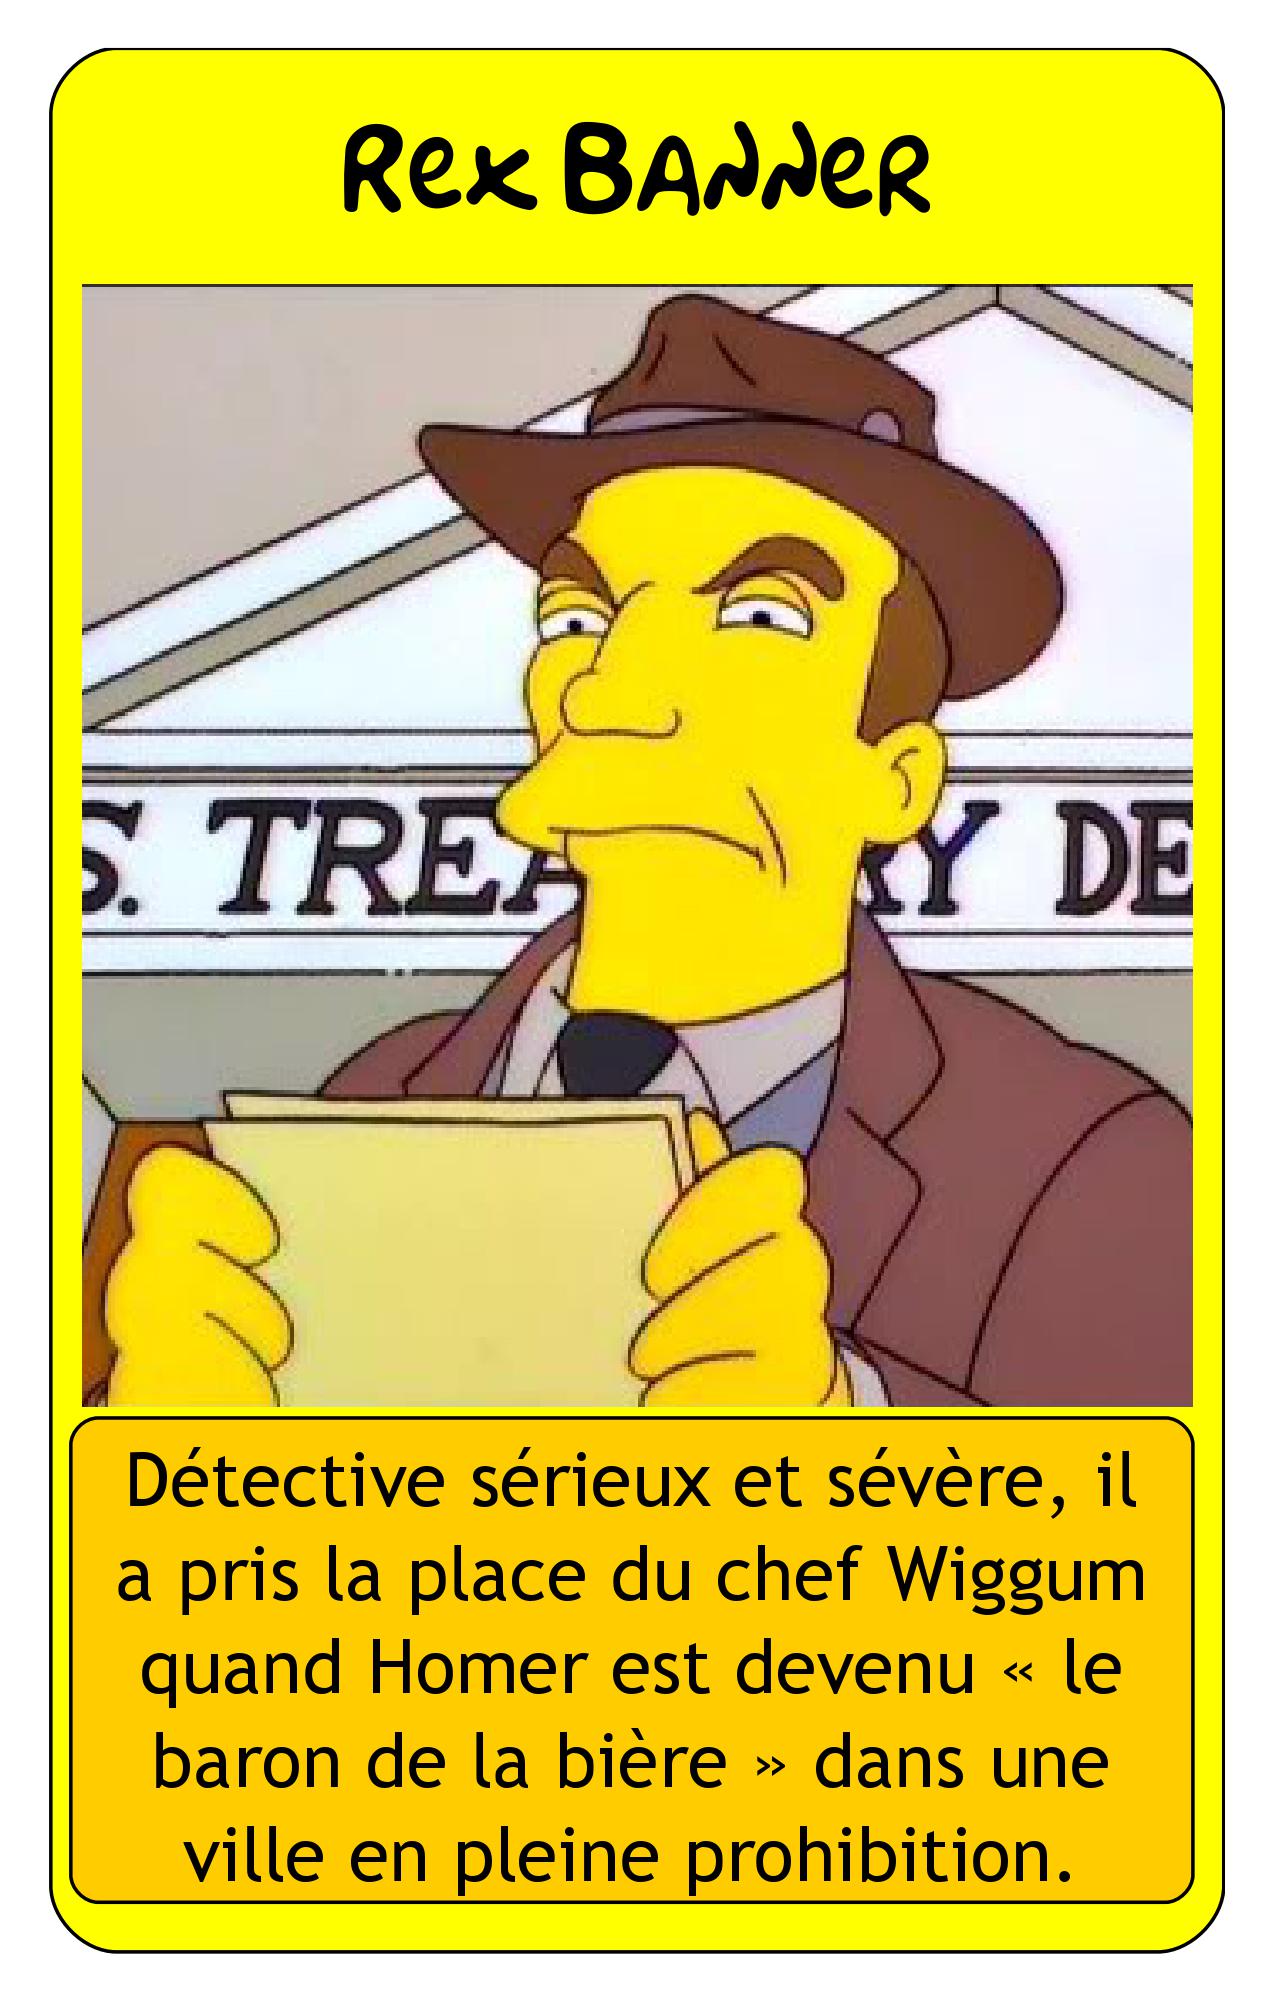 Rex Banner
S. TREA RY DE
Détective sérieux et sévère, il
a pris la place du chef Wiggum
quand Homer est devenu « le
baron de la bière » dans une
ville en pleine prohibition.